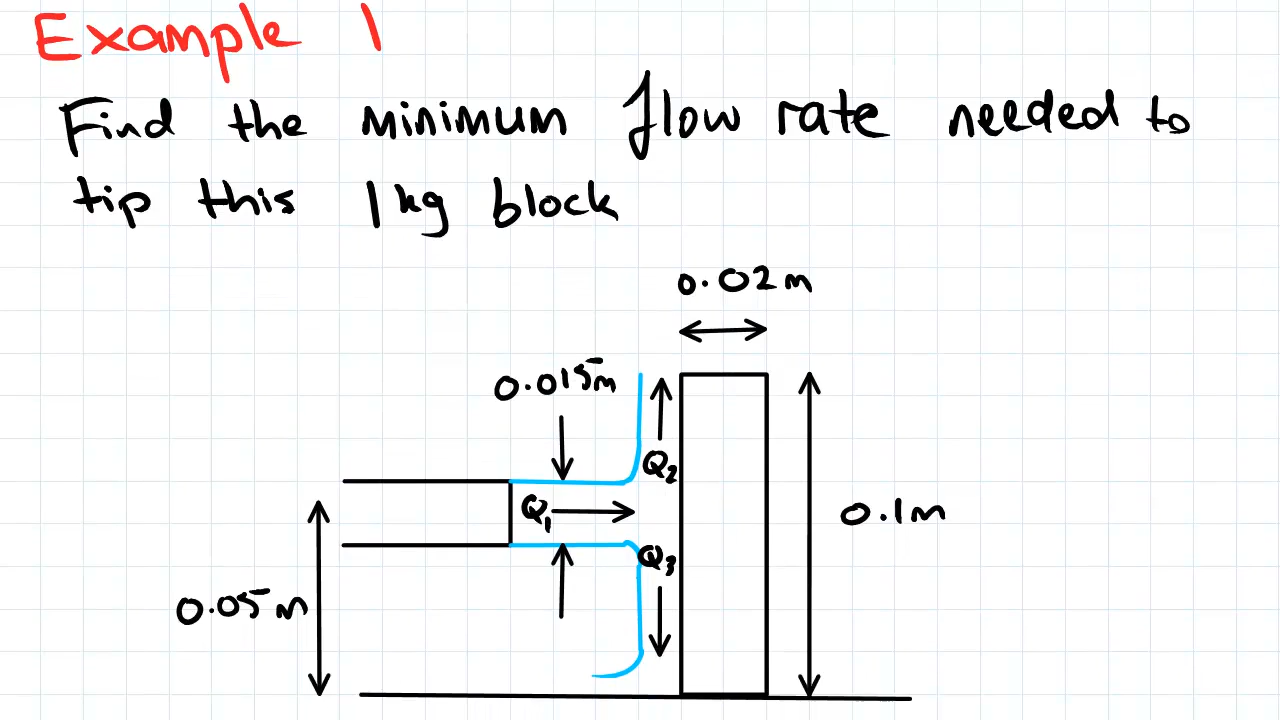 Example 1
Find the minimum flow rate needed to
tip this 1kg block
0.02m
0.015m
Q2
Q1
0.1m
Q3
0.05m